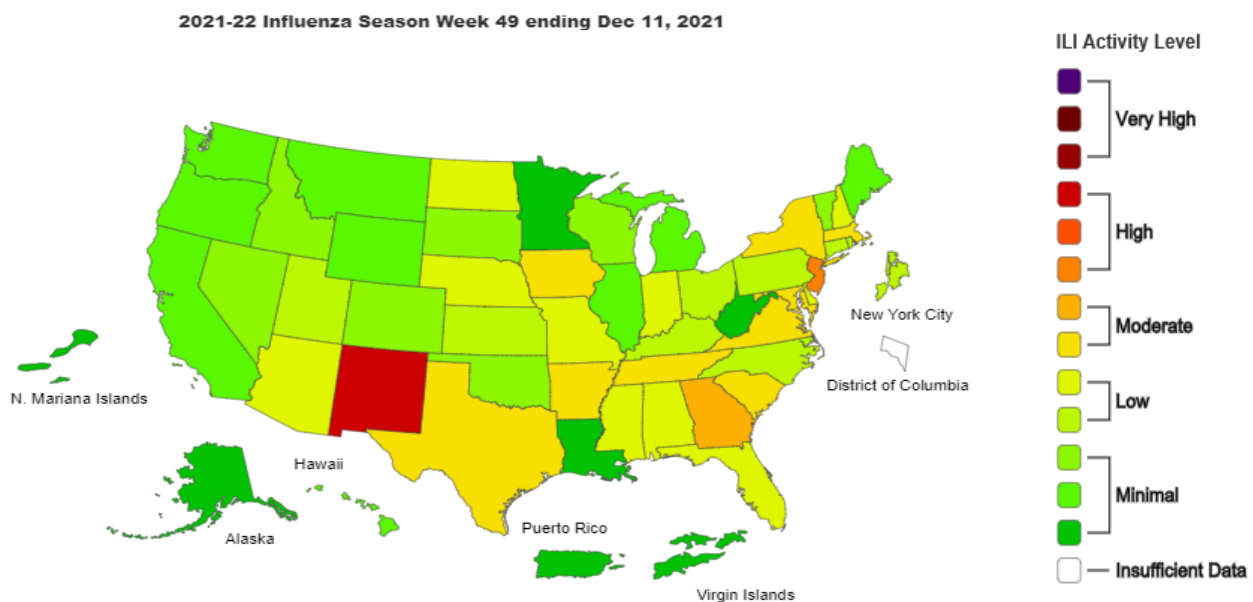 2021-22 Influenza Season Week 49 ending Dec 11, 2021
ILI Activity Level
Very High
High
Moderate
Low
Minimal
Insufficient Data
New York City
District of Columbia
N. Mariana Islands
Hawaii
Alaska
Puerto Rico
Virgin Islands